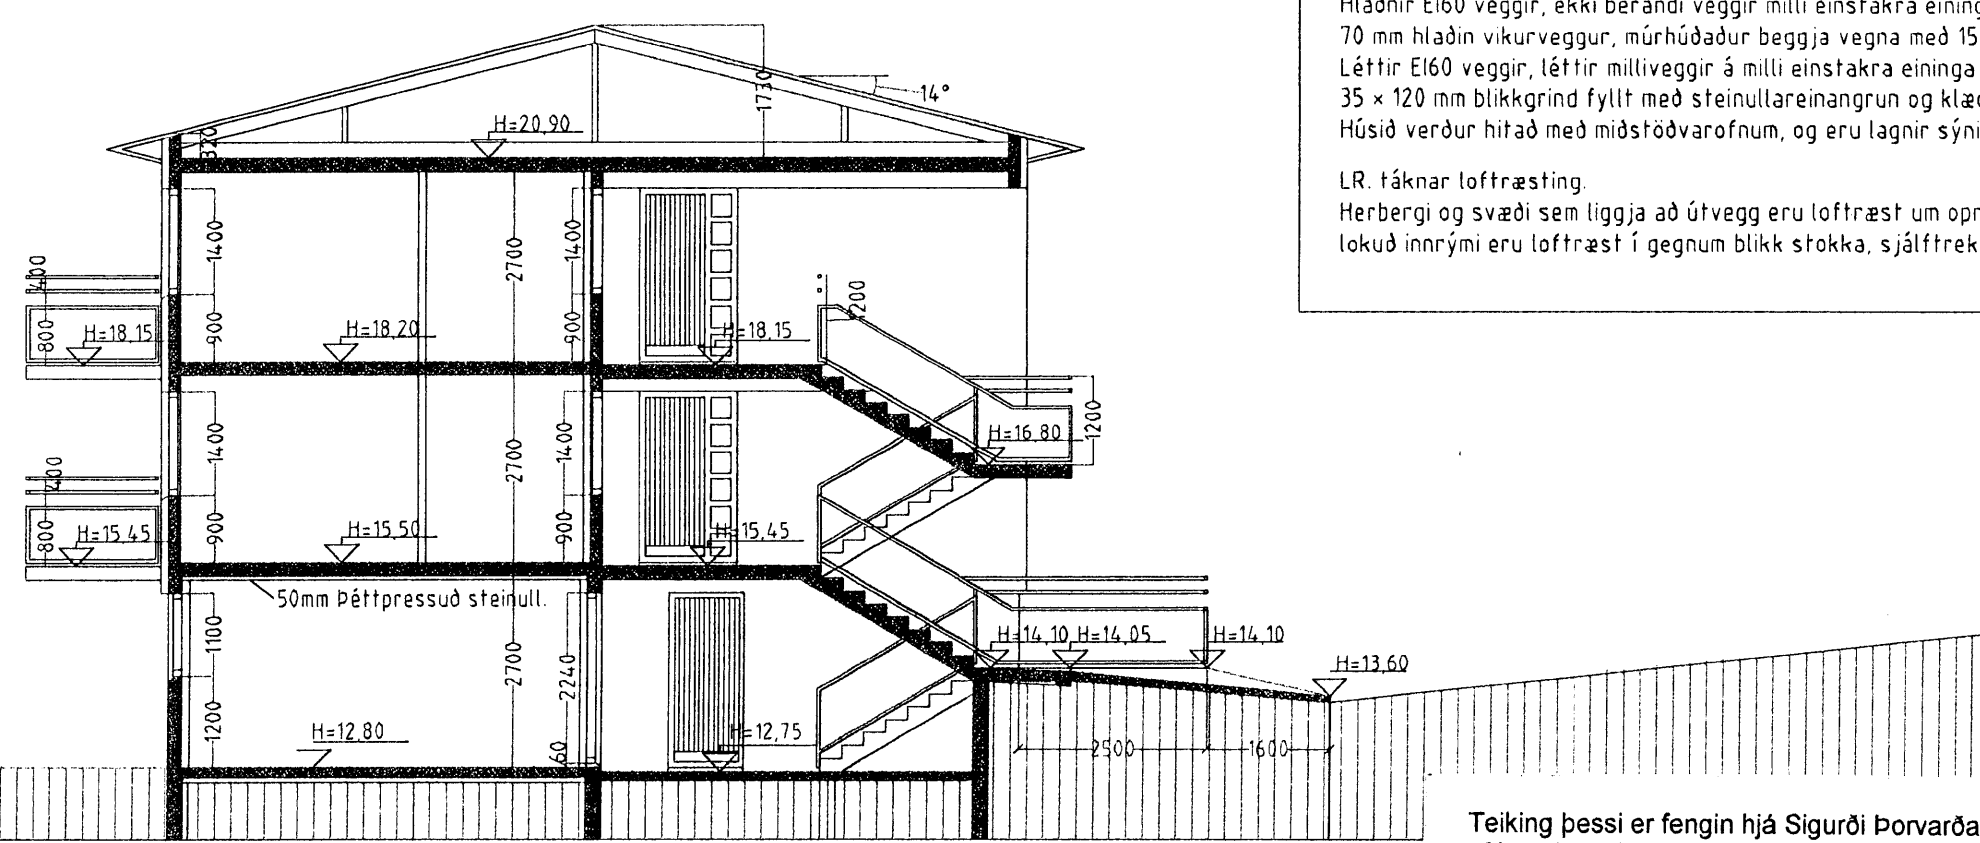 Hlaðnir EI60 veggir, ekki berandi veggir milli einstakra eining
70 mm hlaðin vikurveggur, múrhúðaður beggja vegna með 15
Léttir EI60 veggir, léttir milliveggir á milli einstakra eininga
35 × 120 mm blikkgrind fyllt með steinullareinangrun og klæð
Húsið verður hitað með miðstöðvarofnum, og eru lagnir sýni
LR. táknar loftræsting.
Herbergi og svæði sem liggja að útvegg eru loftræst um opn
lokuð innrými eru loftræst í gegnum blikk stokka, sjálftrek
1730
14°
320
H=20,90
1400
2700
1400
400
800
H=18,15
900
H=18,20
900
H=18,15
1200
1400
2700
1400
H=16,80
1200
400
800
H=15,45
900
H=15,50
900
H=15,45
50mm Þéttpressuð steinull.
1100
2700
2240
H=14,10
H=14,05
H=14,10
H=13,60
1200
H=12,80
60
H=12,75
2500
1600
Teiking þessi er fengin hjá Sigurði Þorvarða